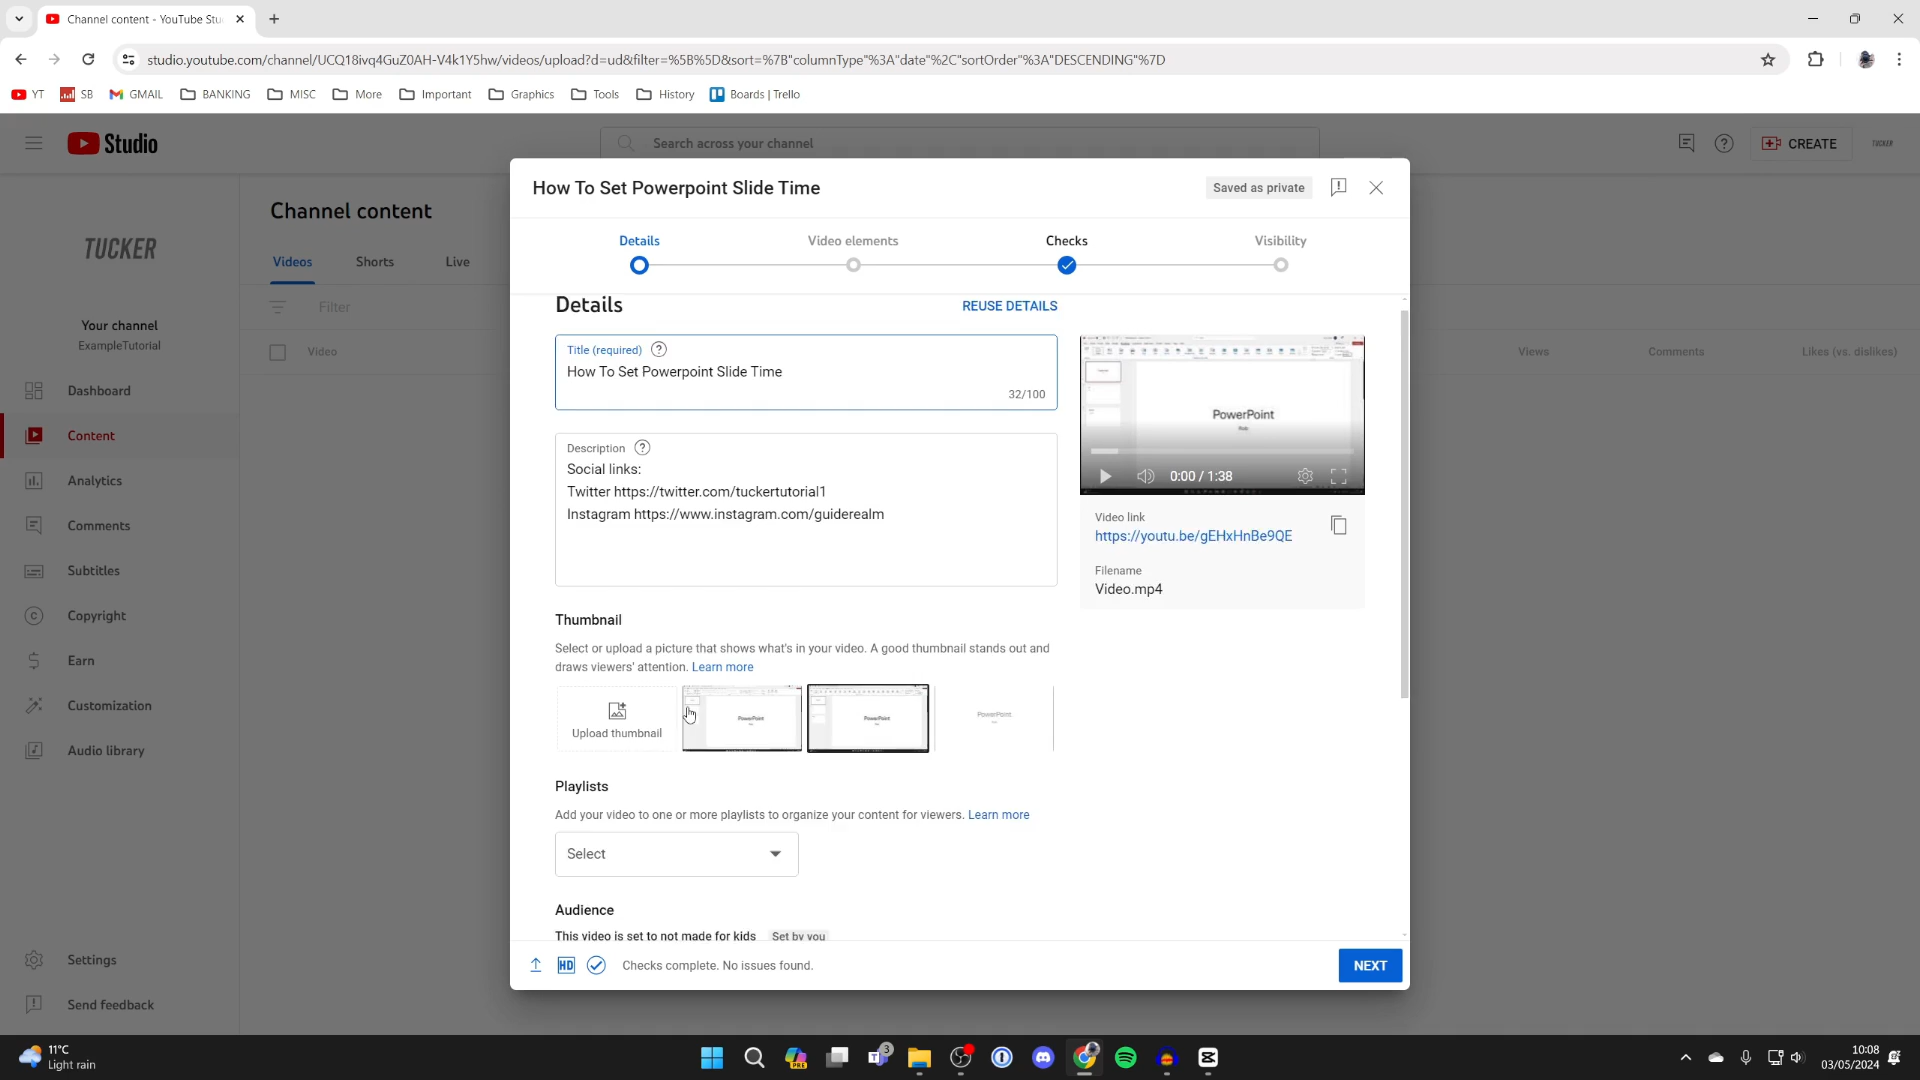 Channel content - YouTube Stu
studio.youtube.com/channel/UCQ18ivq4GuZ0AH-V4k1Y5hw/videos/upload?d=ud&filter=%5B%5D&sort=%7B"columnType"%3A"date"%2C"sortOrder"%3A"DESCENDING"%7D
YT SB GMAIL BANKING MISC More Important Graphics Tools History Boards | Trello
Studio
Search across your channel
CREATE
TUCKER
How To Set Powerpoint Slide Time
Saved as private
Details
Video elements
Checks
Visibility
Channel content
Videos
Shorts
Live
Filter
Video
Views
Comments
Likes (vs. dislikes)
TUCKER
Your channel
ExampleTutorial
Dashboard
Content
Analytics
Comments
Subtitles
Copyright
Earn
Customization
Audio library
Settings
Send feedback
Details
REUSE DETAILS
Title (required)
How To Set Powerpoint Slide Time
32/100
Description
Social links:
Twitter https://twitter.com/tuckertutorial1
Instagram https://www.instagram.com/guiderealm
PowerPoint
0:00 / 1:38
Video link
https://youtu.be/gEHxHnBe9QE
Filename
Video.mp4
Thumbnail
Select or upload a picture that shows what's in your video. A good thumbnail stands out and
draws viewers' attention. Learn more
Upload thumbnail
PowerPoint
PowerPoint
PowerPoint
Playlists
Add your video to one or more playlists to organize your content for viewers. Learn more
Select
Audience
This video is set to not made for kids Set by you
HD
Checks complete. No issues found.
NEXT
11°C
Light rain
PRE
3
10:08
03/05/2024